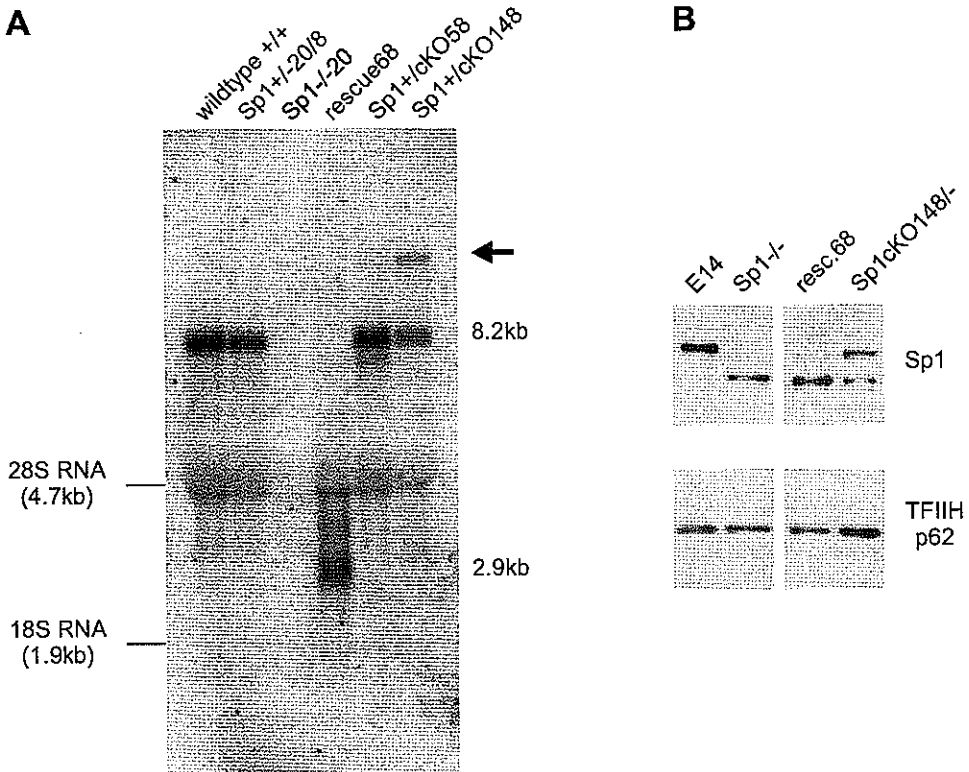 A
wildtype +/+
Sp1+/-20/8
Sp1-/-20
rescue68
Sp1+/cKO58
Sp1+/cKO148
8.2kb
28S RNA
(4.7kb)
2.9kb
18S RNA
(1.9kb)
B
E14
Sp1-/-
resc.68
Sp1cKO148/-
Sp1
TFIIH
p62